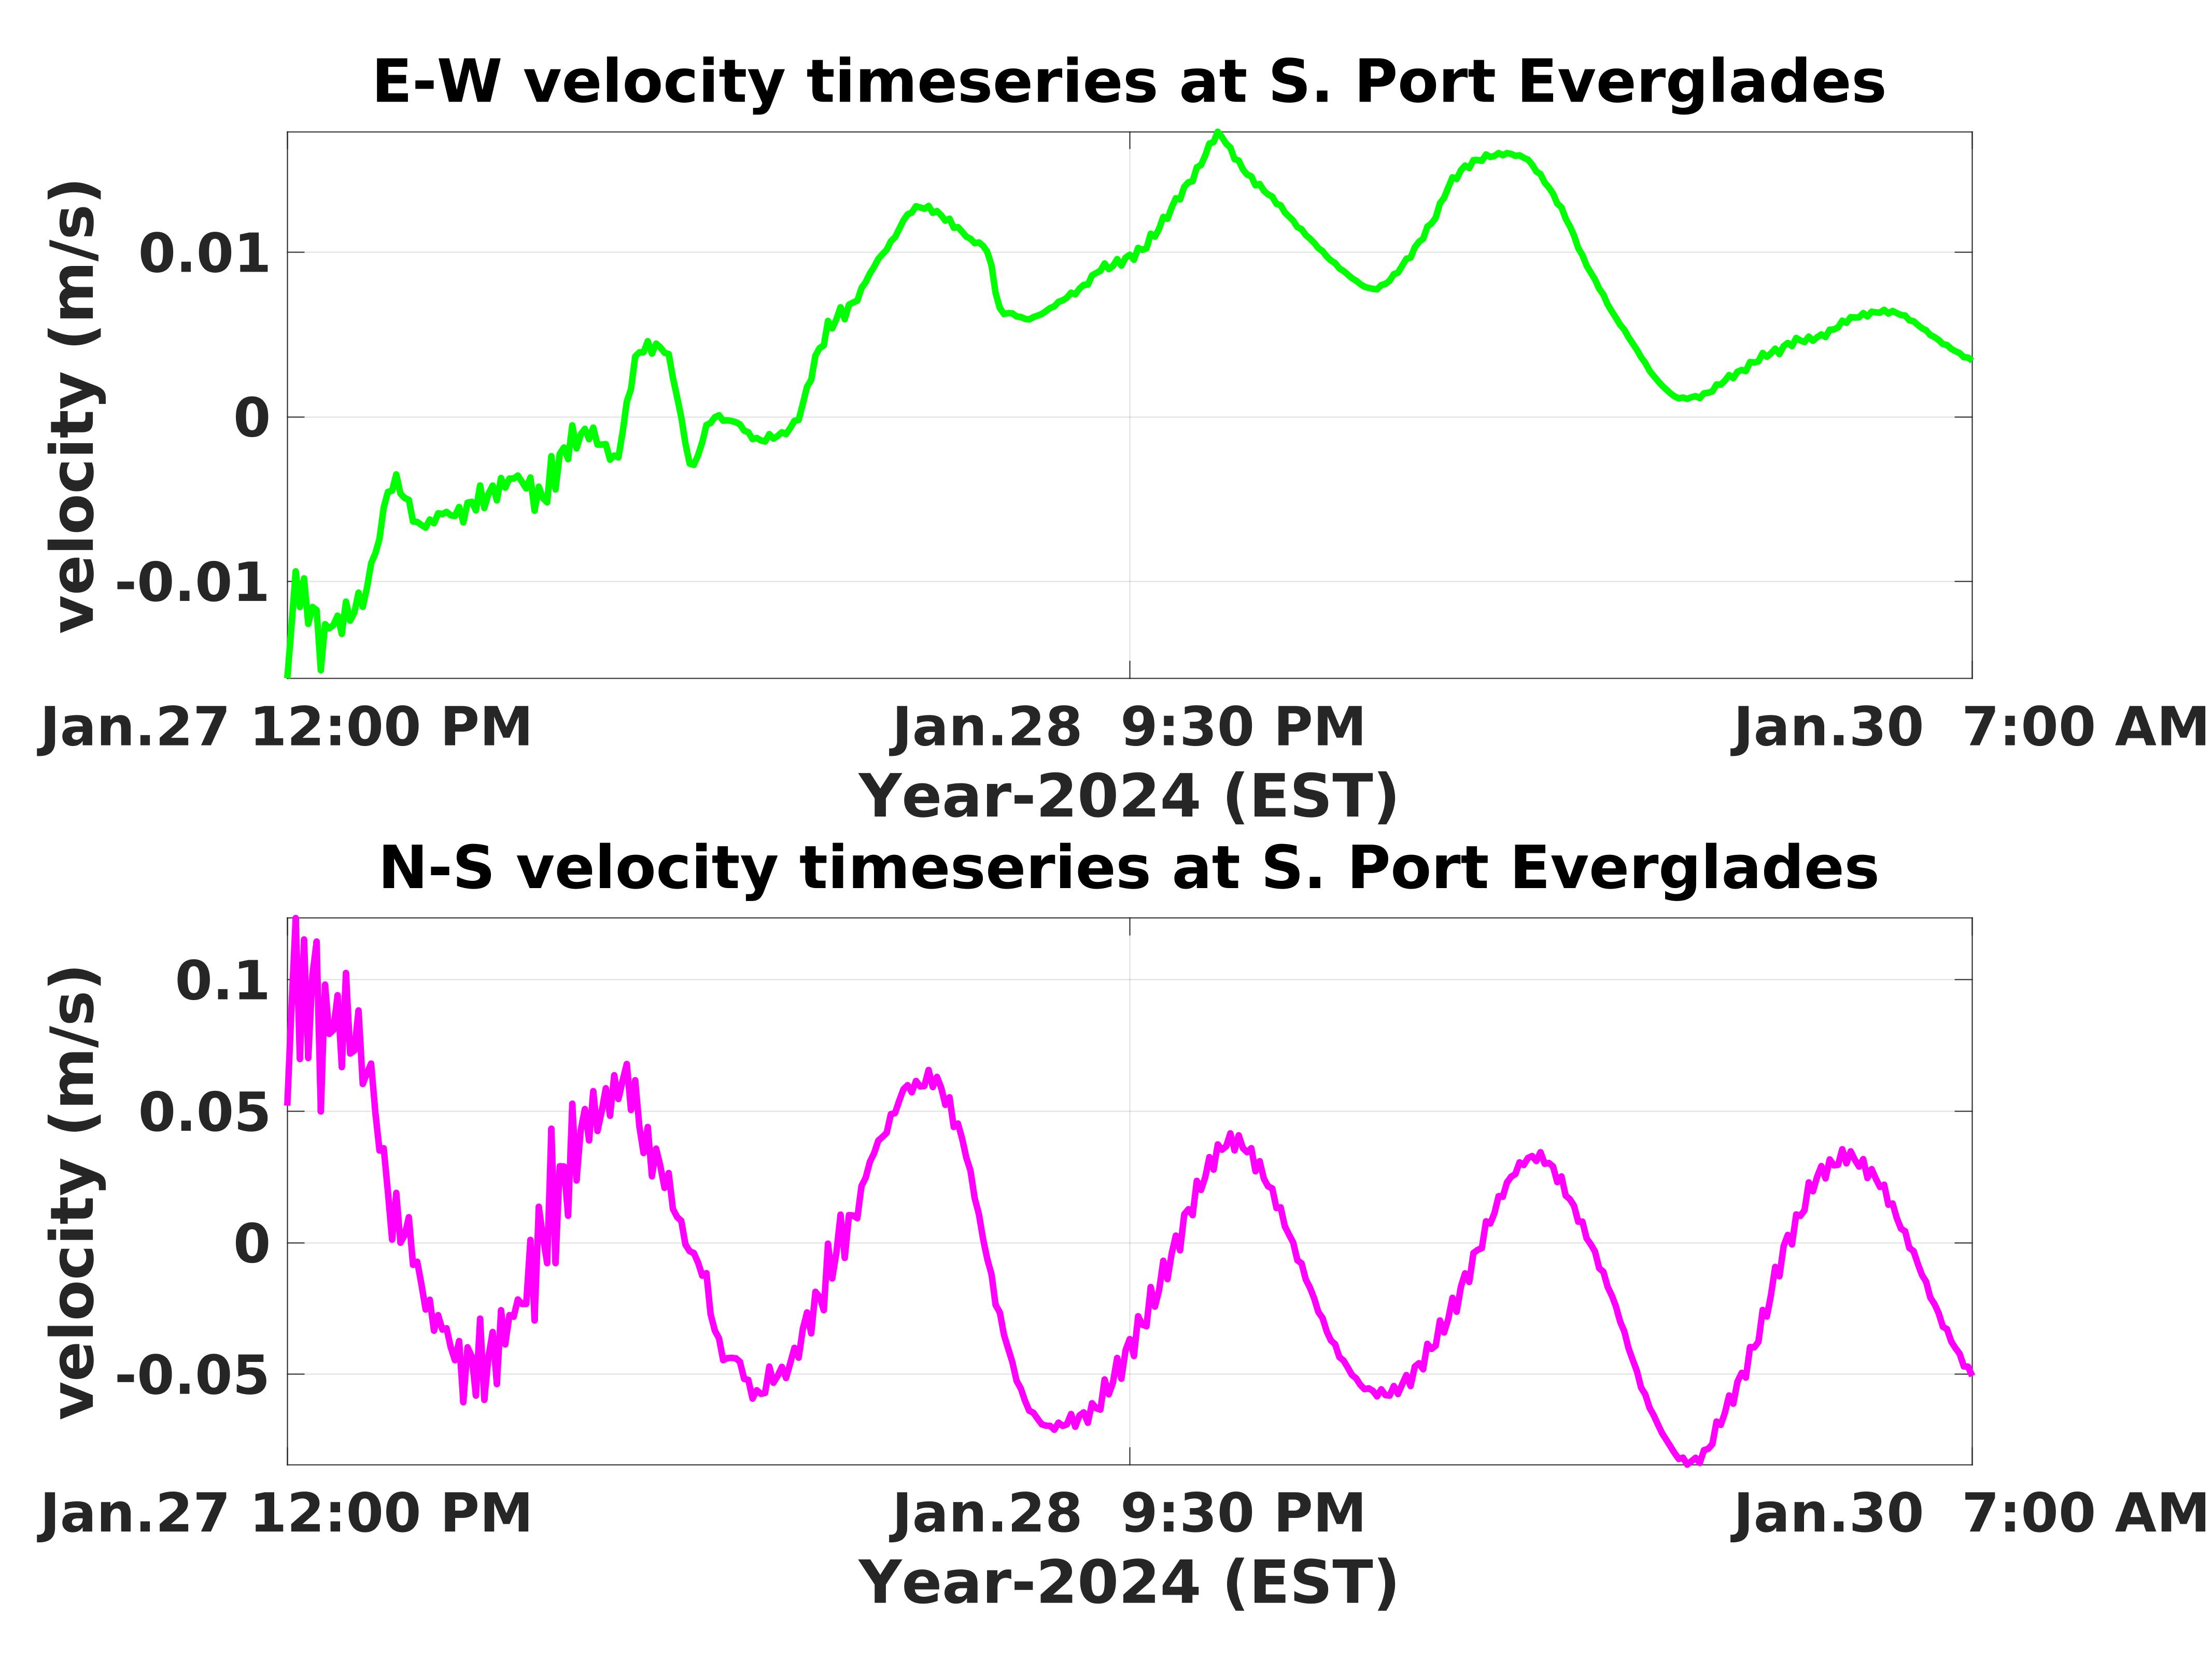 E-W velocity timeseries at S. Port Everglades
velocity (m/s)
0.01
0
-0.01
Jan.27 12:00 PM
Jan.28  9:30 PM
Jan.30  7:00 AM
Year-2024 (EST)
N-S velocity timeseries at S. Port Everglades
velocity (m/s)
0.1
0.05
0
-0.05
Jan.27 12:00 PM
Jan.28  9:30 PM
Jan.30  7:00 AM
Year-2024 (EST)